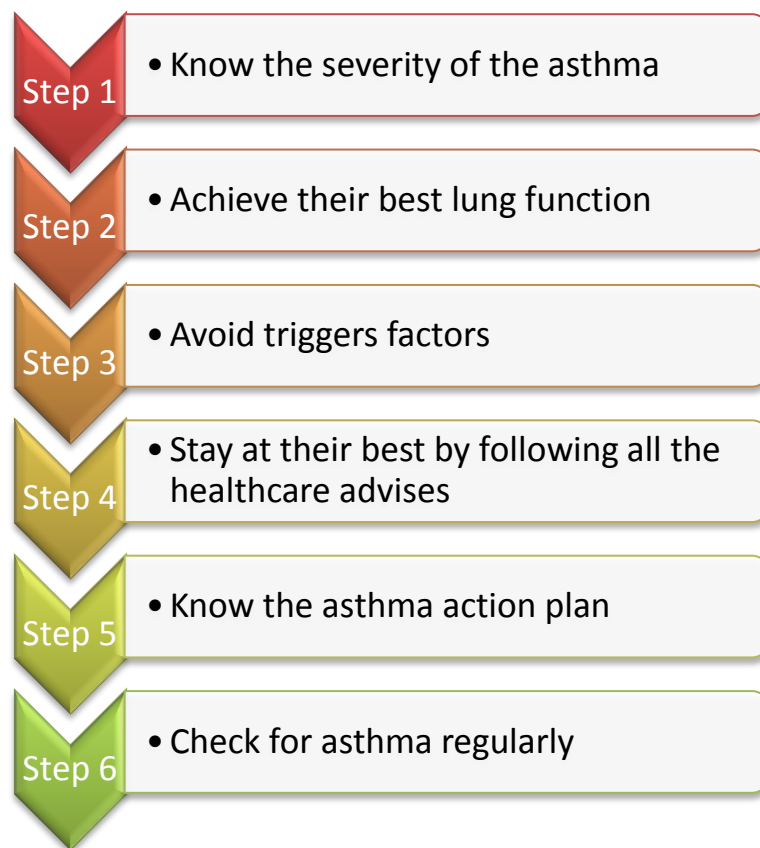 Step 1
• Know the severity of the asthma
Step 2
• Achieve their best lung function
Step 3
• Avoid triggers factors
Step 4
• Stay at their best by following all the
healthcare advises
Step 5
• Know the asthma action plan
Step 6
• Check for asthma regularly